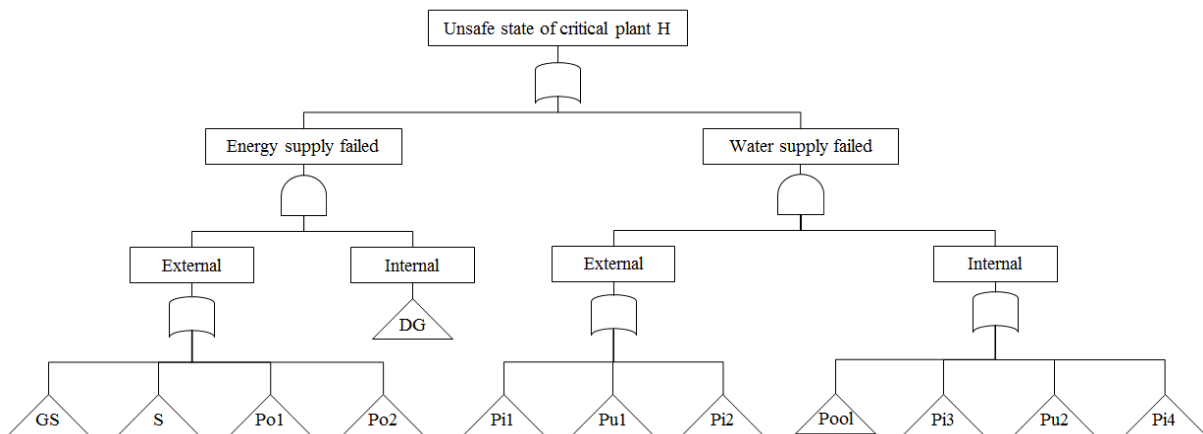 Unsafe state of critical plant H
Energy supply failed
Water supply failed
External
Internal
External
Internal
DG
GS
S
Po1
Po2
Pi1
Pu1
Pi2
Pool
Pi3
Pu2
Pi4